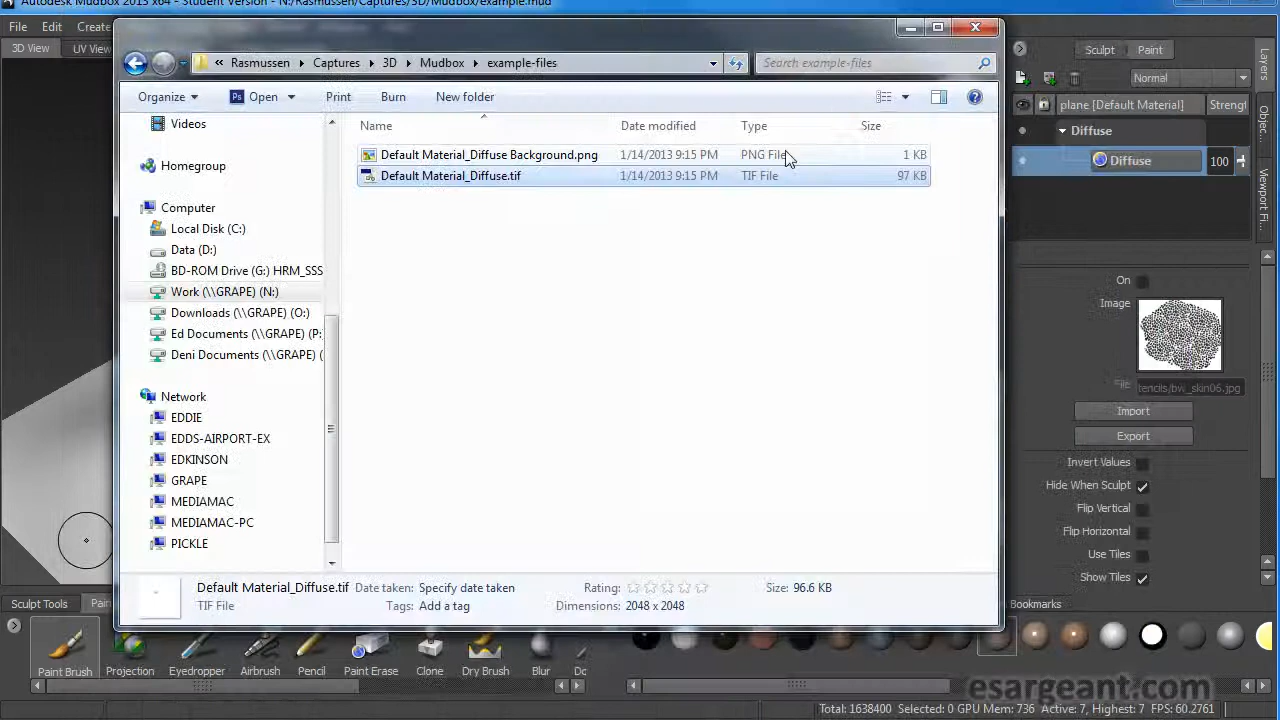 Autodesk Mudbox 2013 x64 - Student Version - N:/Rasmussen/Captures/3D/Mudbox/example.mud
File Edit Create
3D View UV View
« Rasmussen Captures 3D Mudbox example-files
Search example-files
Organize Ps Open Print Burn New folder
Name Date modified Type Size
Default Material_Diffuse Background.png 1/14/2013 9:15 PM PNG File 1 KB
Default Material_Diffuse.tif 1/14/2013 9:15 PM TIF File 97 KB
Videos
Homegroup
Computer
Local Disk (C:)
Data (D:)
BD-ROM Drive (G:) HRM_SSS
Work (\\GRAPE) (N:)
Downloads (\\GRAPE) (O:)
Ed Documents (\\GRAPE) (P:
Deni Documents (\\GRAPE) (
Network
EDDIE
EDDS-AIRPORT-EX
EDKINSON
GRAPE
MEDIAMAC
MEDIAMAC-PC
PICKLE
Default Material_Diffuse.tif Date taken: Specify date taken Rating: Size: 96.6 KB
TIF File Tags: Add a tag Dimensions: 2048 x 2048
Sculpt Paint
Normal
plane [Default Material] Strengt
Diffuse
Diffuse 100
Layers
Objec.
Viewport Fi.
On
Image
File: tencils/bw_skin06.jpg
Import
Export
Invert Values
Hide When Sculpt
Flip Vertical
Flip Horizontal
Use Tiles
Show Tiles
Sculpt Tools Pain
Bookmarks
Paint Brush Projection Eyedropper Airbrush Pencil Paint Erase Clone Dry Brush Blur Do
esargeant.com
Total: 1638400 Selected: 0 GPU Mem: 736 Active: 7, Highest: 7 FPS: 60.2761